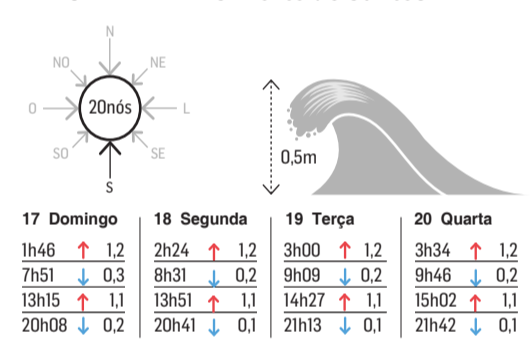 N
NO NE
O 20nós L
SO SE
S
0,5m
17 Domingo
1h46 ↑ 1,2
7h51 ↓ 0,3
13h15 ↑ 1,1
20h08 ↓ 0,2
18 Segunda
2h24 ↑ 1,2
8h31 ↓ 0,2
13h51 ↑ 1,1
20h41 ↓ 0,1
19 Terça
3h00 ↑ 1,2
9h09 ↓ 0,2
14h27 ↑ 1,1
21h13 ↓ 0,1
20 Quarta
3h34 ↑ 1,2
9h46 ↓ 0,2
15h02 ↑ 1,1
21h42 ↓ 0,1